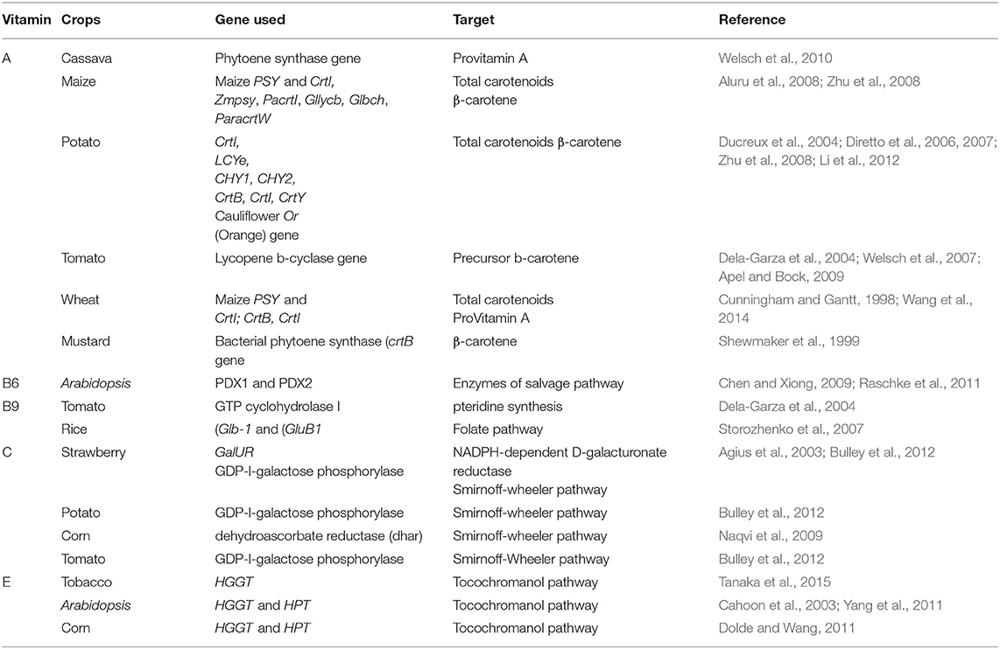 Vitamin Crops Gene used Target Reference
A Cassava Phytoene synthase gene Provitamin A Welsch et al., 2010
Maize Maize PSY and CrtI, Total carotenoids Aluru et al., 2008; Zhu et al., 2008
Zmpsy, PacrtI, Gllycb, Glbch, β-carotene
ParacrtW
Potato CrtI, Total carotenoids β-carotene Ducreux et al., 2004; Diretto et al., 2006, 2007;
LCYe, Zhu et al., 2008; Li et al., 2012
CHY1, CHY2,
CrtB, CrtI, CrtY
Cauliflower Or
(Orange) gene
Tomato Lycopene b-cyclase gene Precursor b-carotene Dela-Garza et al., 2004; Welsch et al., 2007;
Apel and Bock, 2009
Wheat Maize PSY and Total carotenoids Cunningham and Gantt, 1998; Wang et al.,
CrtI; CrtB, CrtI ProVitamin A 2014
Mustard Bacterial phytoene synthase (crtB β-carotene Shewmaker et al., 1999
gene
B6 Arabidopsis PDX1 and PDX2 Enzymes of salvage pathway Chen and Xiong, 2009; Raschke et al., 2011
B9 Tomato GTP cyclohydrolase I pteridine synthesis Dela-Garza et al., 2004
Rice (Glb-1 and (GluB1 Folate pathway Storozhenko et al., 2007
C Strawberry GalUR NADPH-dependent D-galacturonate Agius et al., 2003; Bulley et al., 2012
GDP-l-galactose phosphorylase reductase
Smirnoff-wheeler pathway
Potato GDP-l-galactose phosphorylase Smirnoff-wheeler pathway Bulley et al., 2012
Corn dehydroascorbate reductase (dhar) Smirnoff-wheeler pathway Naqvi et al., 2009
Tomato GDP-l-galactose phosphorylase Smirnoff-Wheeler pathway Bulley et al., 2012
E Tobacco HGGT Tocochromanol pathway Tanaka et al., 2015
Arabidopsis HGGT and HPT Tocochromanol pathway Cahoon et al., 2003; Yang et al., 2011
Corn HGGT and HPT Tocochromanol pathway Dolde and Wang, 2011